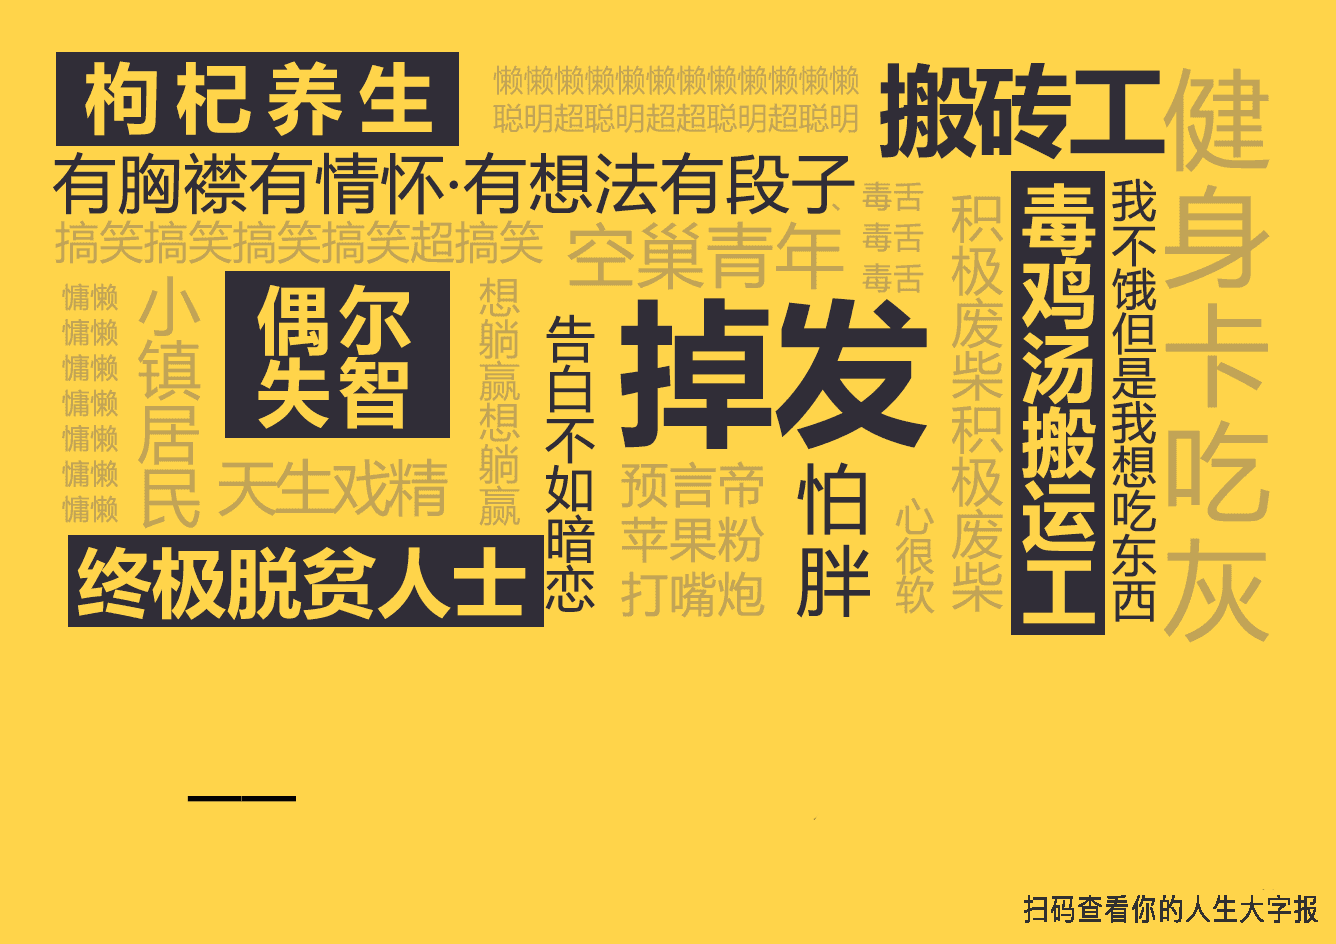 枸杞养生
懒懒懒懒懒懒懒懒懒懒懒懒
聪明超聪明超超聪明超聪明
搬砖工
健身卡吃灰
有胸襟有情怀·有想法有段子
毒舌
毒舌
毒舌
积极废柴积极废柴
毒鸡汤搬运工
我不饿但是我想吃东西
搞笑搞笑搞笑搞笑超搞笑
空巢青年
慵懒
慵懒
慵懒
慵懒
慵懒
慵懒
慵懒
小镇居民
偶尔
失智
想躺赢想躺赢
告白不如暗恋
掉发
天生戏精
预言帝
苹果粉
打嘴炮
怕胖
心很软
终极脱贫人士
——
扫码查看你的人生大字报